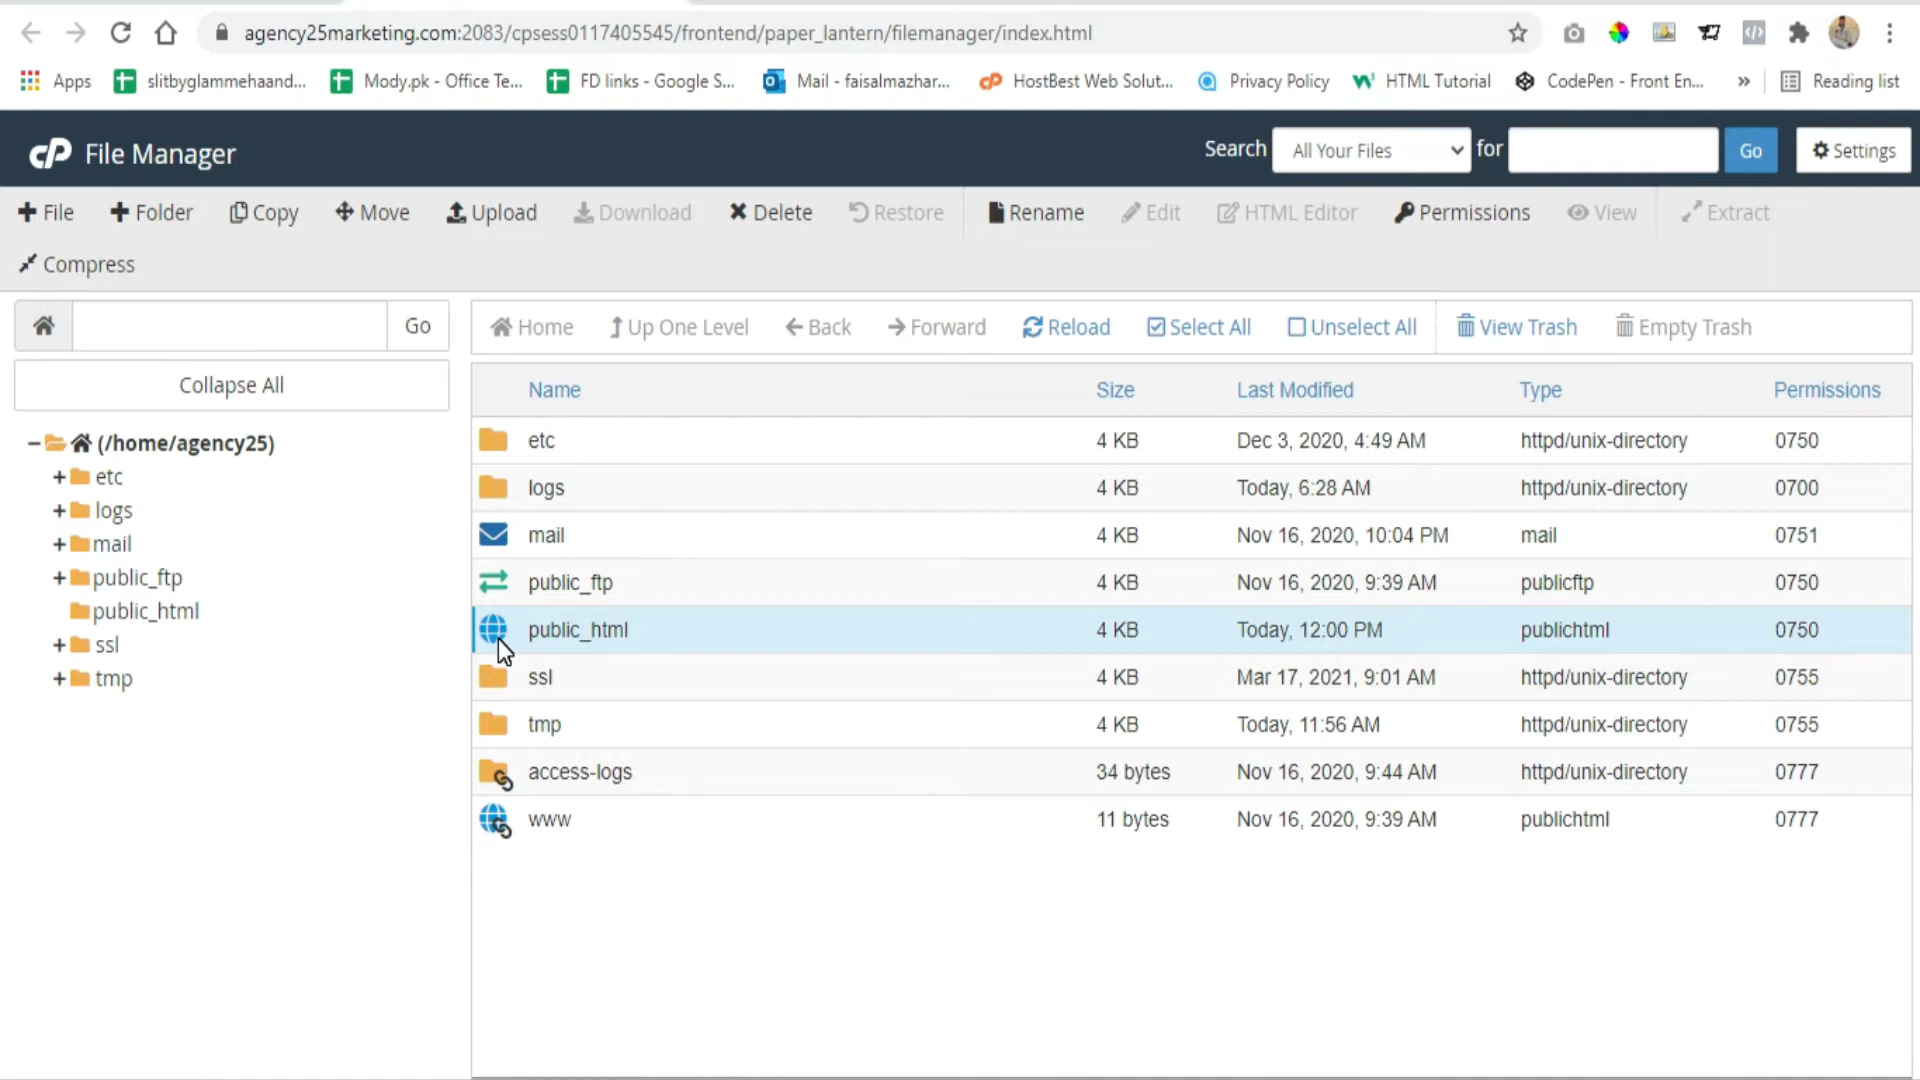 agency25marketing.com:2083/cpsess0117405545/frontend/paper_lantern/filemanager/index.html
Apps slitbyglammehaand... Mody.pk - Office Te... FD links - Google S... Mail - faisalmazhar... HostBest Web Solut... Privacy Policy HTML Tutorial CodePen - Front En... » Reading list
cP File Manager Search All Your Files for Go Settings
File Folder Copy Move Upload Download Delete Restore Rename Edit HTML Editor Permissions View Extract
Compress
Go Home Up One Level Back Forward Reload Select All Unselect All View Trash Empty Trash
Collapse All
(/home/agency25)
etc
logs
mail
public_ftp
public_html
ssl
tmp
Name Size Last Modified Type Permissions
etc 4 KB Dec 3, 2020, 4:49 AM httpd/unix-directory 0750
logs 4 KB Today, 6:28 AM httpd/unix-directory 0700
mail 4 KB Nov 16, 2020, 10:04 PM mail 0751
public_ftp 4 KB Nov 16, 2020, 9:39 AM publicftp 0750
public_html 4 KB Today, 12:00 PM publichtml 0750
ssl 4 KB Mar 17, 2021, 9:01 AM httpd/unix-directory 0755
tmp 4 KB Today, 11:56 AM httpd/unix-directory 0755
access-logs 34 bytes Nov 16, 2020, 9:44 AM httpd/unix-directory 0777
www 11 bytes Nov 16, 2020, 9:39 AM publichtml 0777